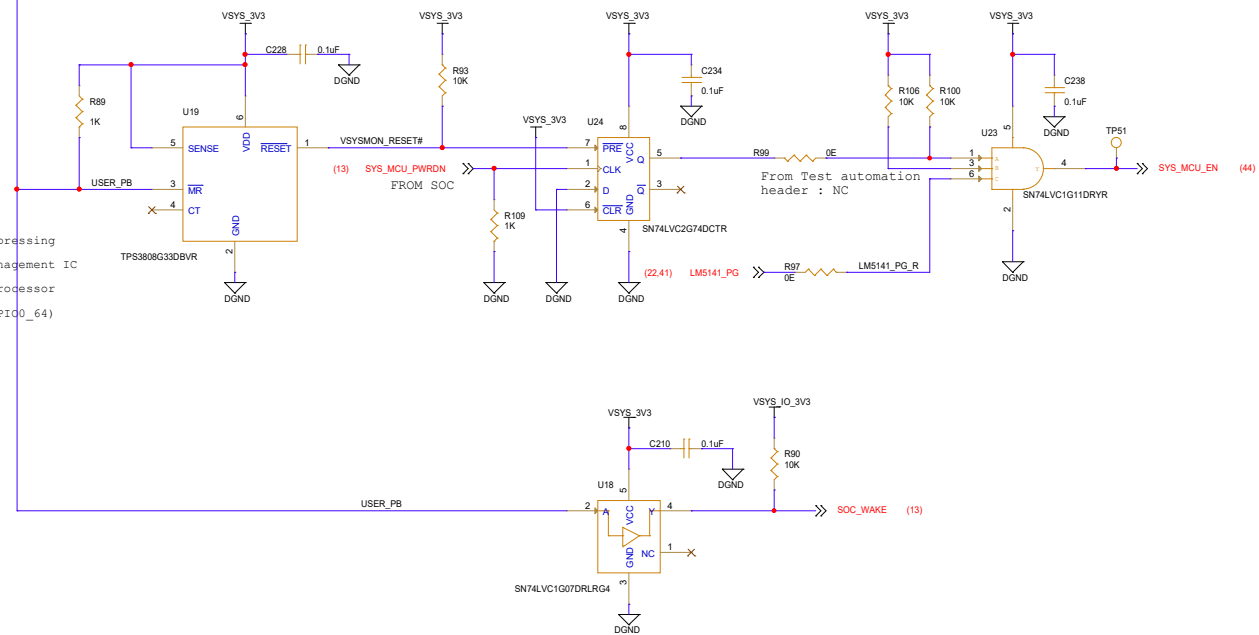 VSYS_3V3
VSYS_3V3
VSYS_3V3
VSYS_3V3
VSYS_3V3
C228
0.1uF
DGND
R89
1K
U19
6
VDD
5
SENSE
RESET
1
VSYSMON_RESET#
USER_PB
3
MR
4
CT
GND
2
TPS3808G33DBVR
DGND
R93
10K
(13)
SYS_MCU_PWRDN
FROM SOC
R109
1K
DGND
DGND
VSYS_3V3
U24
8
C234
0.1uF
DGND
7
PRE
VCC
Q
5
1
CLK
2
D
QI
3
6
CLR
GND
4
SN74LVC2G74DCTR
DGND
R99
0E
From Test automation
header : NC
R106
10K
R100
10K
(22,41)
LM5141_PG
R97
0E
LM5141_PG_R
U23
5
C238
0.1uF
DGND
1
A
3
B
6
C
Y
4
2
SN74LVC1G11DRYR
DGND
TP51
SYS_MCU_EN
(44)
pressing
nagement IC
rocessor
PIO0_64)
VSYS_3V3
C210
0.1uF
DGND
VSYS_IO_3V3
R90
10K
U18
5
USER_PB
2
A
VCC
Y
4
SOC_WAKE
(13)
GND
NC
1
3
SN74LVC1G07DRLRG4
DGND